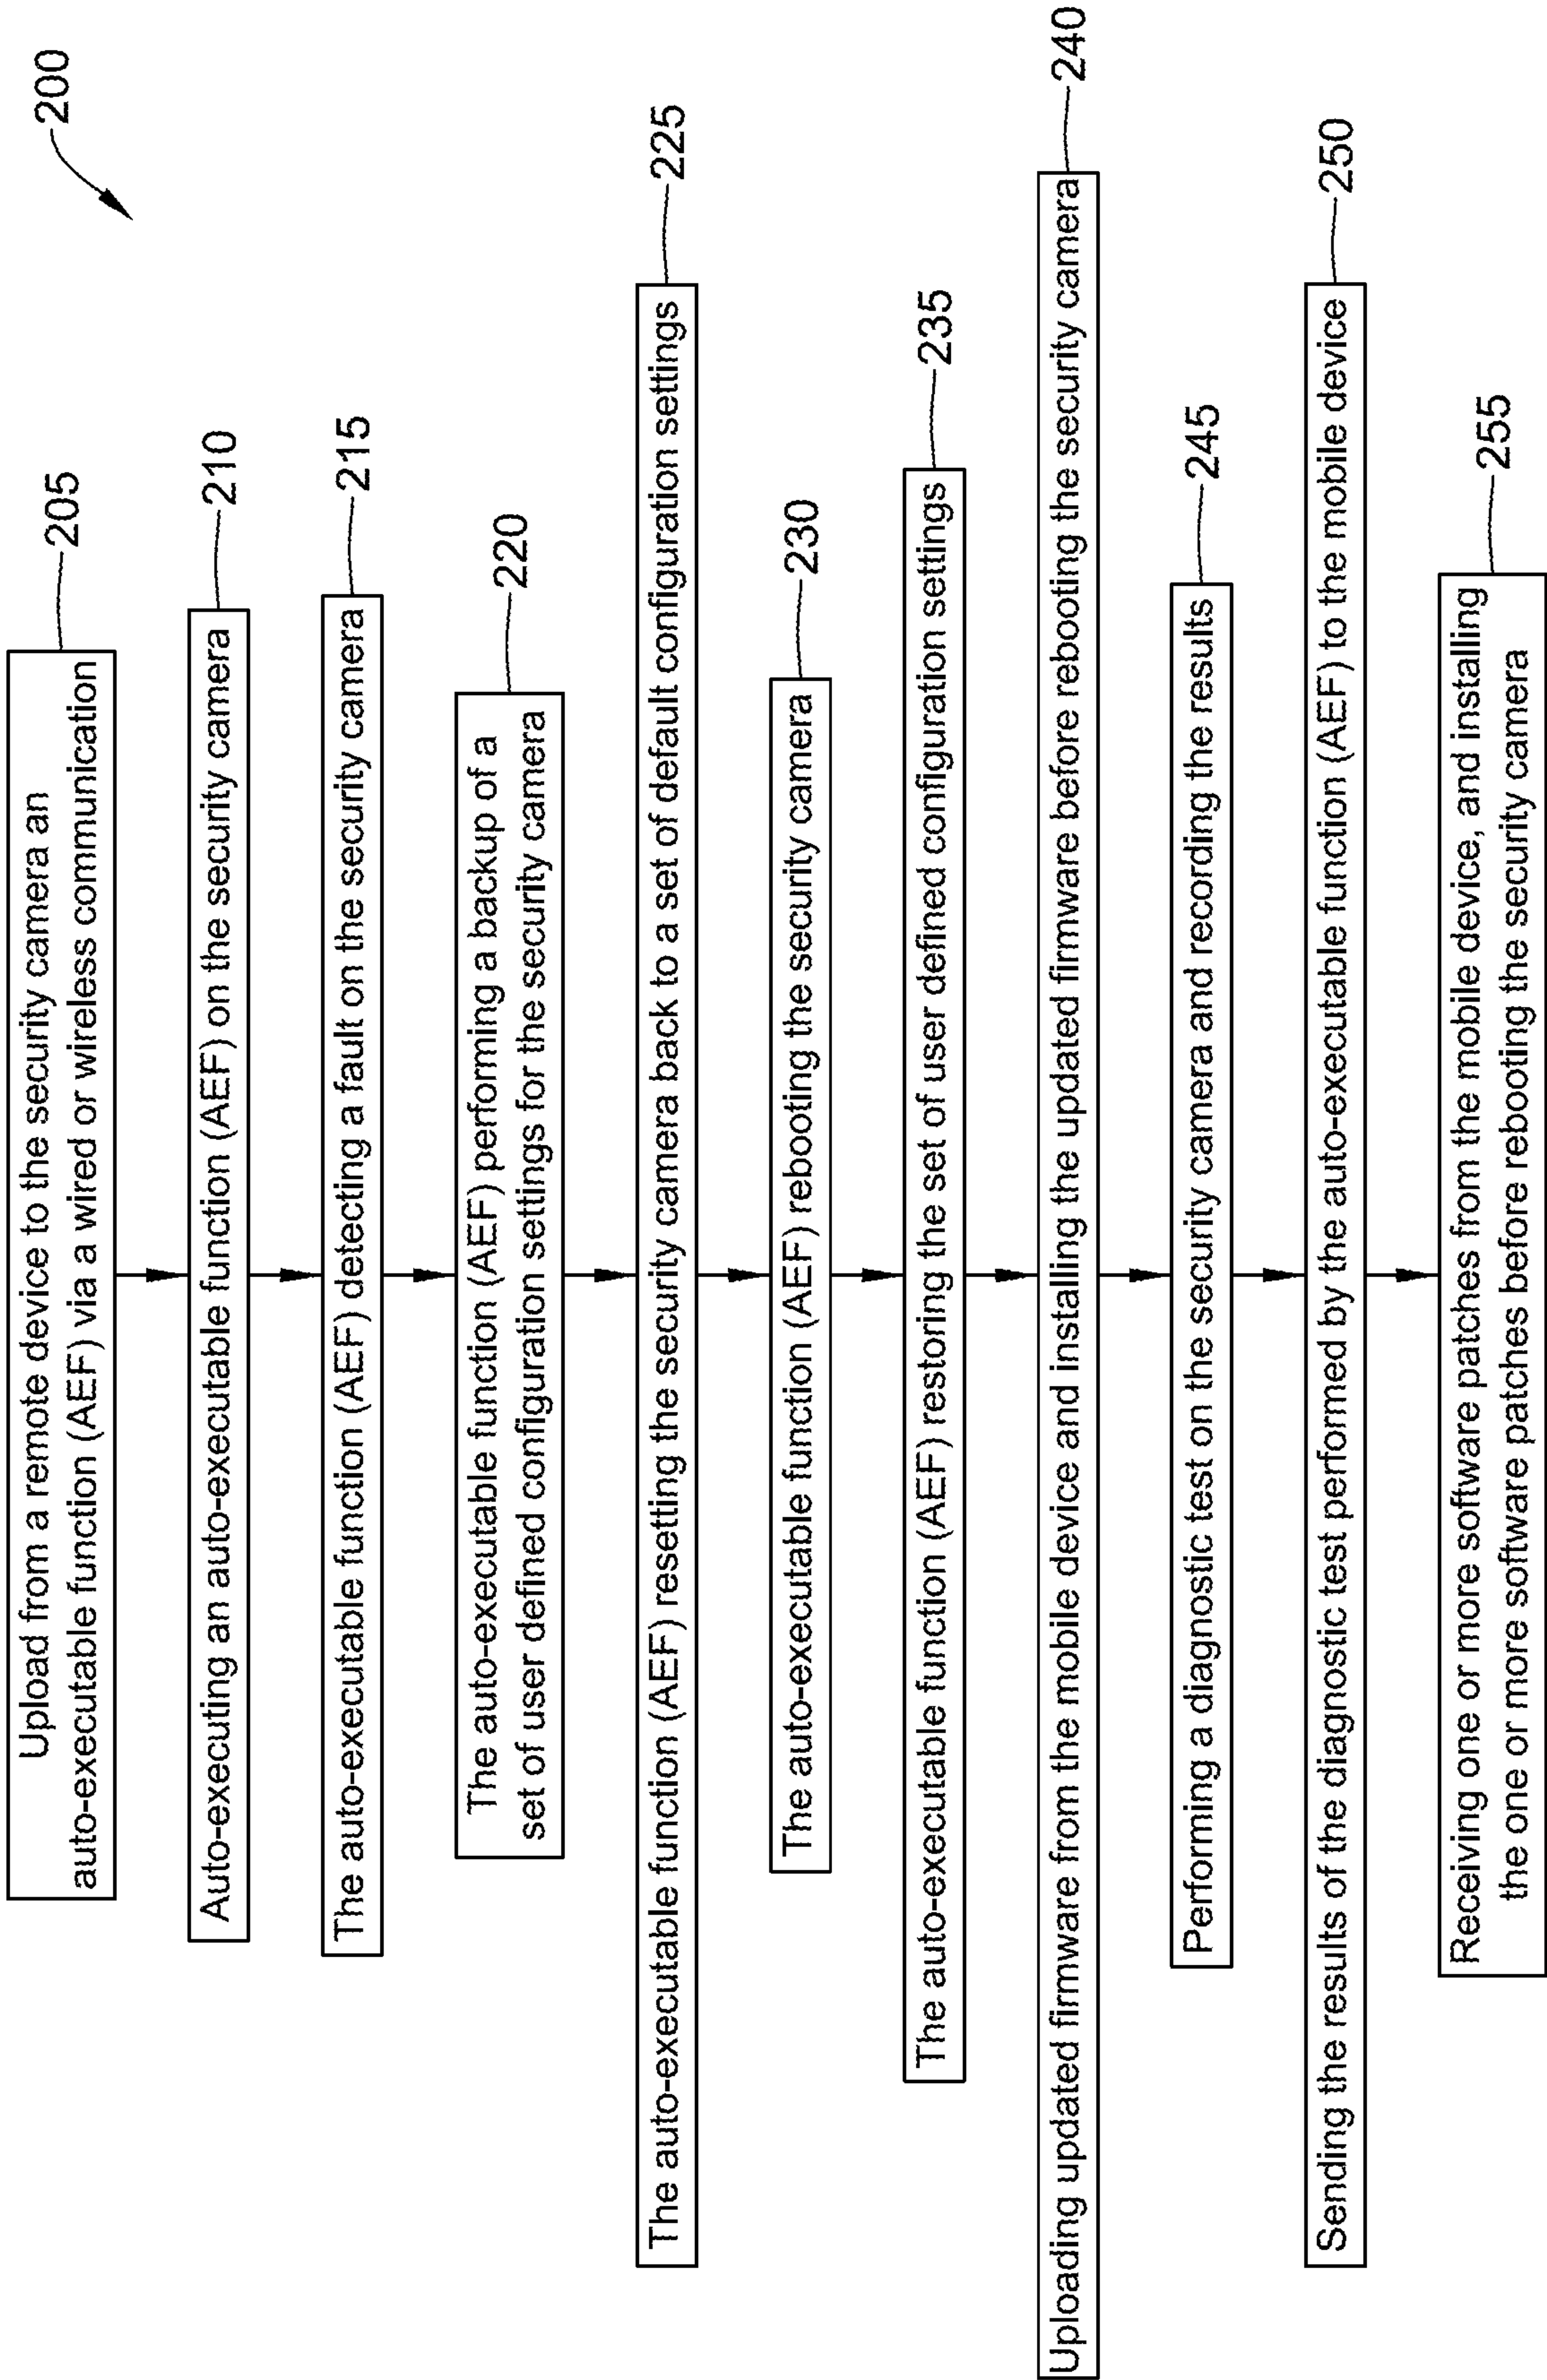 200
Upload from a remote device to the security camera an
auto-executable function (AEF) via a wired or wireless communication
205
Auto-executing an auto-executable function (AEF) on the security camera
210
The auto-executable function (AEF) detecting a fault on the security camera
215
The auto-executable function (AEF) performing a backup of a
set of user defined configuration settings for the security camera
220
The auto-executable function (AEF) resetting the security camera back to a set of default configuration settings
225
The auto-executable function (AEF) rebooting the security camera
230
The auto-executable function (AEF) restoring the set of user defined configuration settings
235
Uploading updated firmware from the mobile device and installing the updated firmware before rebooting the security camera
240
Performing a diagnostic test on the security camera and recording the results
245
Sending the results of the diagnostic test performed by the auto-executable function (AEF) to the mobile device
250
Receiving one or more software patches from the mobile device, and installing
the one or more software patches before rebooting the security camera
255